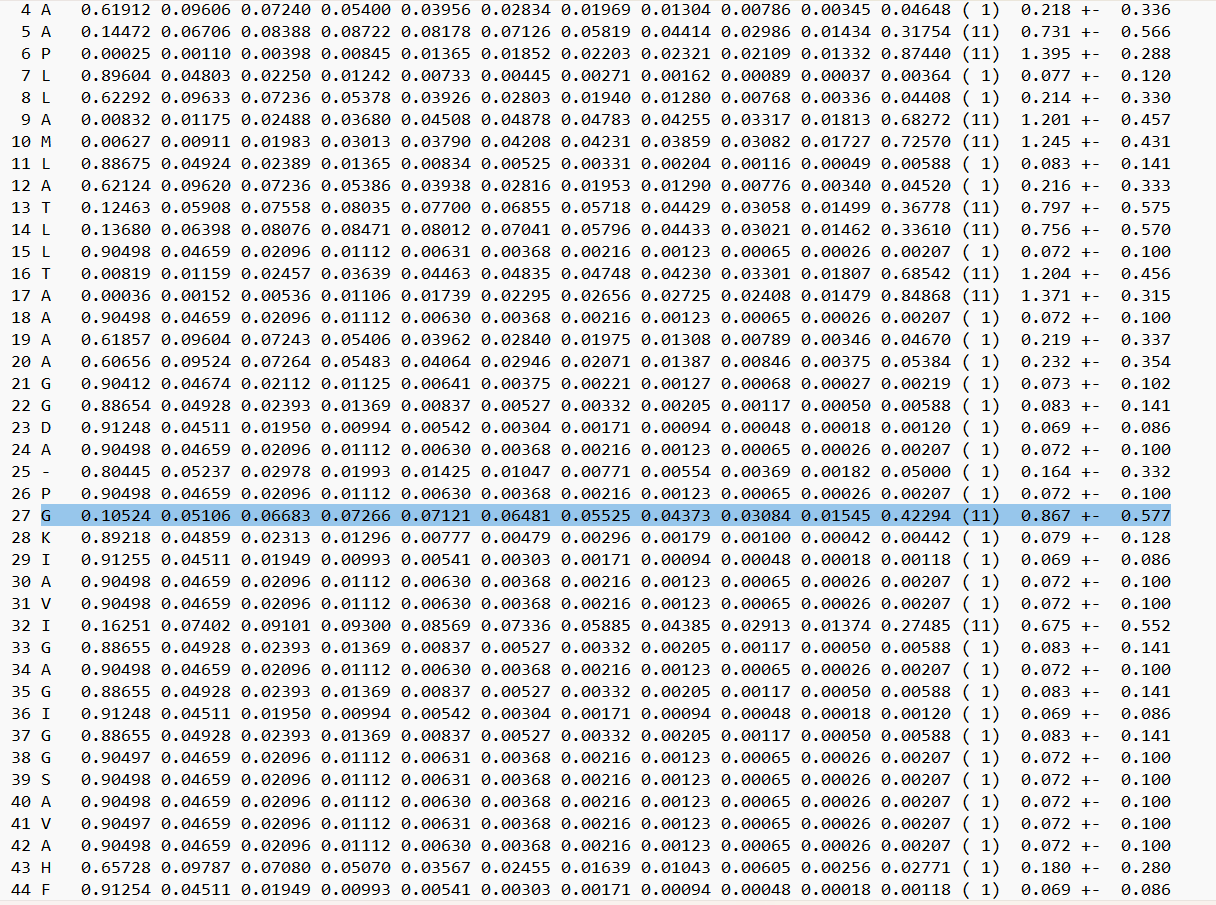 4 A 0.61912 0.09606 0.07240 0.05400 0.03956 0.02834 0.01969 0.01304 0.00786 0.00345 0.04648 ( 1) 0.218 +- 0.336
5 A 0.14472 0.06706 0.08388 0.08722 0.08178 0.07126 0.05819 0.04414 0.02986 0.01434 0.31754 (11) 0.731 +- 0.566
6 P 0.00025 0.00110 0.00398 0.00845 0.01365 0.01852 0.02203 0.02321 0.02109 0.01332 0.87440 (11) 1.395 +- 0.288
7 L 0.89604 0.04803 0.02250 0.01242 0.00733 0.00445 0.00271 0.00162 0.00089 0.00037 0.00364 ( 1) 0.077 +- 0.120
8 L 0.62292 0.09633 0.07236 0.05378 0.03926 0.02803 0.01940 0.01280 0.00768 0.00336 0.04408 ( 1) 0.214 +- 0.330
9 A 0.00832 0.01175 0.02488 0.03680 0.04508 0.04878 0.04783 0.04255 0.03317 0.01813 0.68272 (11) 1.201 +- 0.457
10 M 0.00627 0.00911 0.01983 0.03013 0.03790 0.04208 0.04231 0.03859 0.03082 0.01727 0.72570 (11) 1.245 +- 0.431
11 L 0.88675 0.04924 0.02389 0.01365 0.00834 0.00525 0.00331 0.00204 0.00116 0.00049 0.00588 ( 1) 0.083 +- 0.141
12 A 0.62124 0.09620 0.07236 0.05386 0.03938 0.02816 0.01953 0.01290 0.00776 0.00340 0.04520 ( 1) 0.216 +- 0.333
13 T 0.12463 0.05908 0.07558 0.08035 0.07700 0.06855 0.05718 0.04429 0.03058 0.01499 0.36778 (11) 0.797 +- 0.575
14 L 0.13680 0.06398 0.08076 0.08471 0.08012 0.07041 0.05796 0.04433 0.03021 0.01462 0.33610 (11) 0.756 +- 0.570
15 L 0.90498 0.04659 0.02096 0.01112 0.00631 0.00368 0.00216 0.00123 0.00065 0.00026 0.00207 ( 1) 0.072 +- 0.100
16 T 0.00819 0.01159 0.02457 0.03639 0.04463 0.04835 0.04748 0.04230 0.03301 0.01807 0.68542 (11) 1.204 +- 0.456
17 A 0.00036 0.00152 0.00536 0.01106 0.01739 0.02295 0.02656 0.02725 0.02408 0.01479 0.84868 (11) 1.371 +- 0.315
18 A 0.90498 0.04659 0.02096 0.01112 0.00630 0.00368 0.00216 0.00123 0.00065 0.00026 0.00207 ( 1) 0.072 +- 0.100
19 A 0.61857 0.09604 0.07243 0.05406 0.03962 0.02840 0.01975 0.01308 0.00789 0.00346 0.04670 ( 1) 0.219 +- 0.337
20 A 0.60656 0.09524 0.07264 0.05483 0.04064 0.02946 0.02071 0.01387 0.00846 0.00375 0.05384 ( 1) 0.232 +- 0.354
21 G 0.90412 0.04674 0.02112 0.01125 0.00641 0.00375 0.00221 0.00127 0.00068 0.00027 0.00219 ( 1) 0.073 +- 0.102
22 G 0.88654 0.04928 0.02393 0.01369 0.00837 0.00527 0.00332 0.00205 0.00117 0.00050 0.00588 ( 1) 0.083 +- 0.141
23 D 0.91248 0.04511 0.01950 0.00994 0.00542 0.00304 0.00171 0.00094 0.00048 0.00018 0.00120 ( 1) 0.069 +- 0.086
24 A 0.90498 0.04659 0.02096 0.01112 0.00630 0.00368 0.00216 0.00123 0.00065 0.00026 0.00207 ( 1) 0.072 +- 0.100
25 - 0.80445 0.05237 0.02978 0.01993 0.01425 0.01047 0.00771 0.00554 0.00369 0.00182 0.05000 ( 1) 0.164 +- 0.332
26 P 0.90498 0.04659 0.02096 0.01112 0.00630 0.00368 0.00216 0.00123 0.00065 0.00026 0.00207 ( 1) 0.072 +- 0.100
27 G 0.10524 0.05106 0.06683 0.07266 0.07121 0.06481 0.05525 0.04373 0.03084 0.01545 0.42294 (11) 0.867 +- 0.577
28 K 0.89218 0.04859 0.02313 0.01296 0.00777 0.00479 0.00296 0.00179 0.00100 0.00042 0.00442 ( 1) 0.079 +- 0.128
29 I 0.91255 0.04511 0.01949 0.00993 0.00541 0.00303 0.00171 0.00094 0.00048 0.00018 0.00118 ( 1) 0.069 +- 0.086
30 A 0.90498 0.04659 0.02096 0.01112 0.00630 0.00368 0.00216 0.00123 0.00065 0.00026 0.00207 ( 1) 0.072 +- 0.100
31 V 0.90498 0.04659 0.02096 0.01112 0.00630 0.00368 0.00216 0.00123 0.00065 0.00026 0.00207 ( 1) 0.072 +- 0.100
32 I 0.16251 0.07402 0.09101 0.09300 0.08569 0.07336 0.05885 0.04385 0.02913 0.01374 0.27485 (11) 0.675 +- 0.552
33 G 0.88655 0.04928 0.02393 0.01369 0.00837 0.00527 0.00332 0.00205 0.00117 0.00050 0.00588 ( 1) 0.083 +- 0.141
34 A 0.90498 0.04659 0.02096 0.01112 0.00630 0.00368 0.00216 0.00123 0.00065 0.00026 0.00207 ( 1) 0.072 +- 0.100
35 G 0.88655 0.04928 0.02393 0.01369 0.00837 0.00527 0.00332 0.00205 0.00117 0.00050 0.00588 ( 1) 0.083 +- 0.141
36 I 0.91248 0.04511 0.01950 0.00994 0.00542 0.00304 0.00171 0.00094 0.00048 0.00018 0.00120 ( 1) 0.069 +- 0.086
37 G 0.88655 0.04928 0.02393 0.01369 0.00837 0.00527 0.00332 0.00205 0.00117 0.00050 0.00588 ( 1) 0.083 +- 0.141
38 G 0.90497 0.04659 0.02096 0.01112 0.00631 0.00368 0.00216 0.00123 0.00065 0.00026 0.00207 ( 1) 0.072 +- 0.100
39 S 0.90498 0.04659 0.02096 0.01112 0.00631 0.00368 0.00216 0.00123 0.00065 0.00026 0.00207 ( 1) 0.072 +- 0.100
40 A 0.90498 0.04659 0.02096 0.01112 0.00630 0.00368 0.00216 0.00123 0.00065 0.00026 0.00207 ( 1) 0.072 +- 0.100
41 V 0.90497 0.04659 0.02096 0.01112 0.00631 0.00368 0.00216 0.00123 0.00065 0.00026 0.00207 ( 1) 0.072 +- 0.100
42 A 0.90498 0.04659 0.02096 0.01112 0.00630 0.00368 0.00216 0.00123 0.00065 0.00026 0.00207 ( 1) 0.072 +- 0.100
43 H 0.65728 0.09787 0.07080 0.05070 0.03567 0.02455 0.01639 0.01043 0.00605 0.00256 0.02771 ( 1) 0.180 +- 0.280
44 F 0.91254 0.04511 0.01949 0.00993 0.00541 0.00303 0.00171 0.00094 0.00048 0.00018 0.00118 ( 1) 0.069 +- 0.086